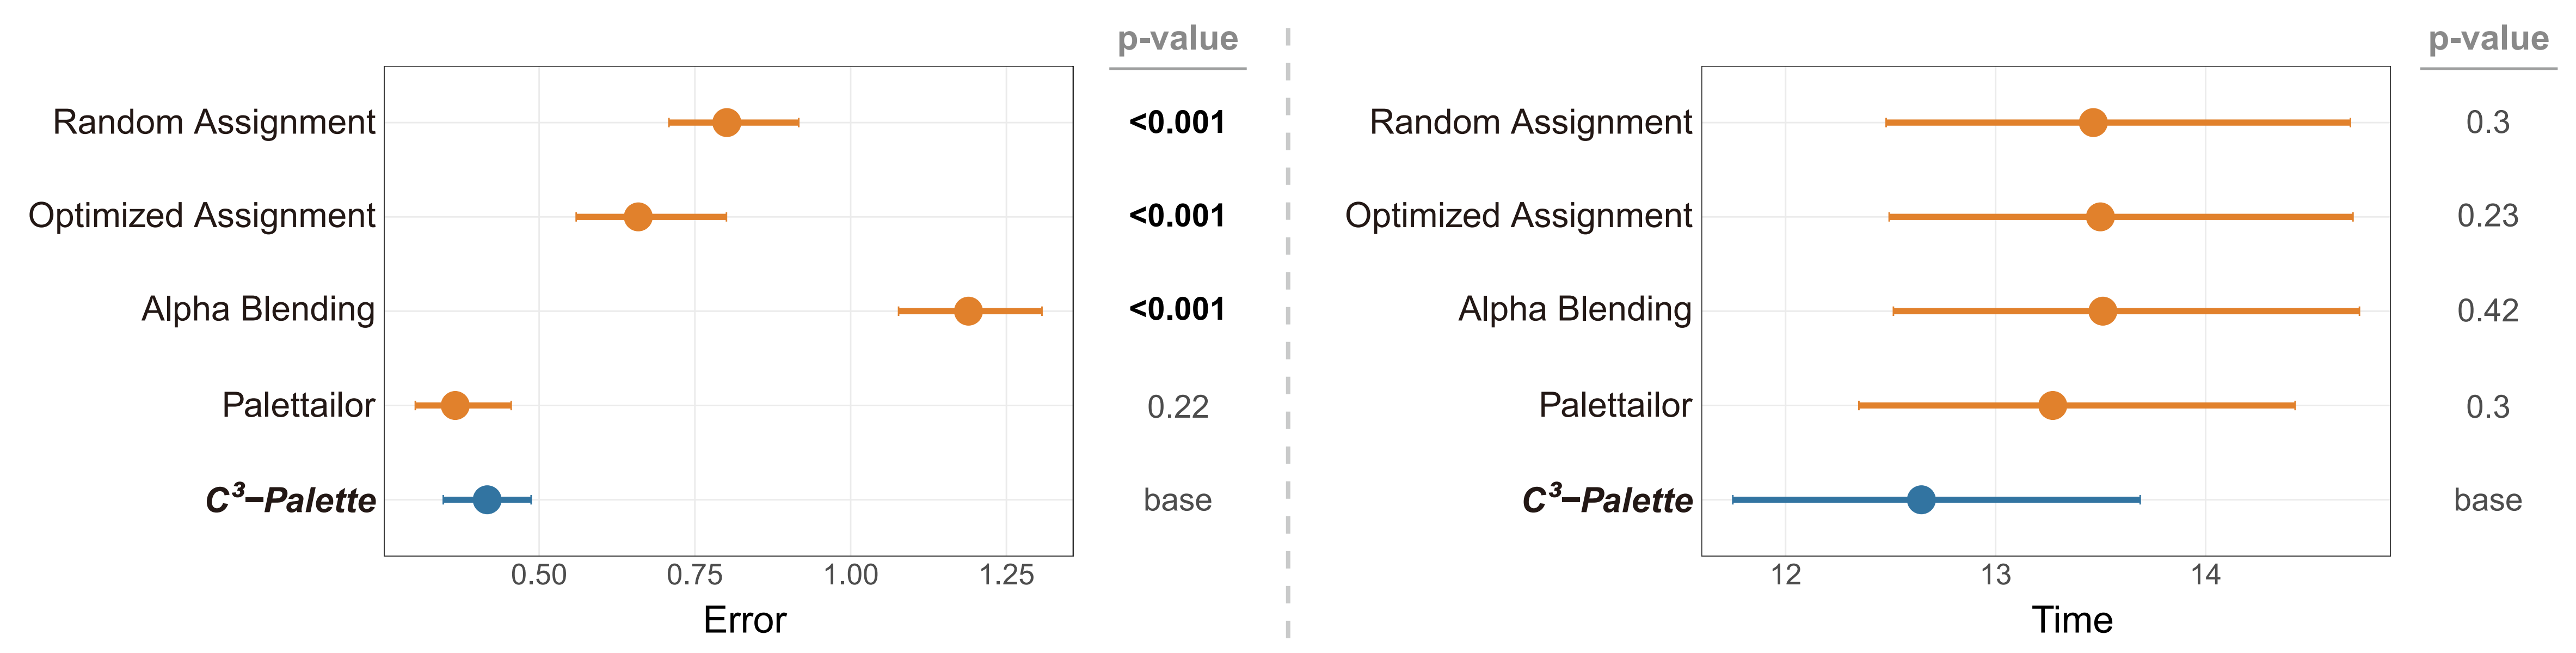 p-value
Random Assignment <0.001
Optimized Assignment <0.001
Alpha Blending <0.001
Palettailor 0.22
C³−Palette base
0.50 0.75 1.00 1.25
Error
p-value
Random Assignment 0.3
Optimized Assignment 0.23
Alpha Blending 0.42
Palettailor 0.3
C³−Palette base
12 13 14
Time